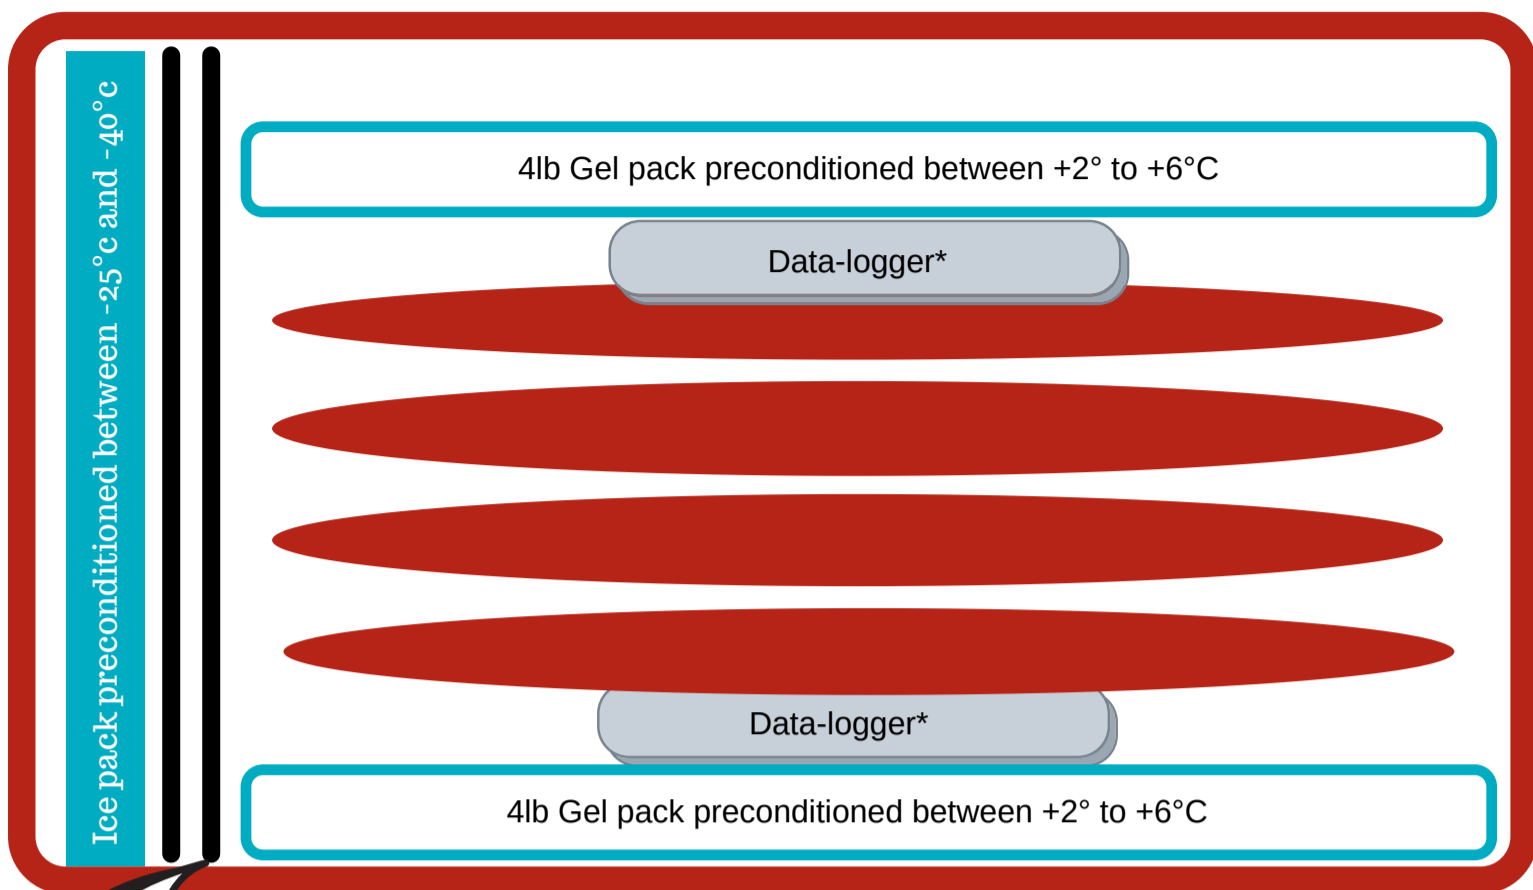 Ice pack preconditioned between -25°c and -40°c
4lb Gel pack preconditioned between +2° to +6°C
Data-logger*
Data-logger*
4lb Gel pack preconditioned between +2° to +6°C